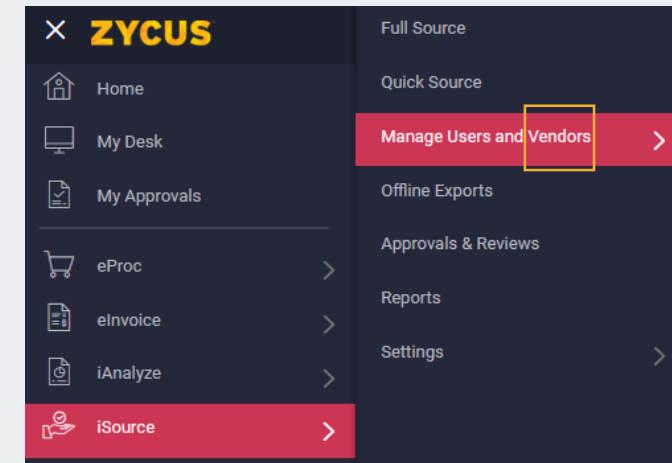 ZYCUS
Home
My Desk
My Approvals
eProc
eInvoice
iAnalyze
iSource
Full Source
Quick Source
Manage Users and Vendors
Offline Exports
Approvals & Reviews
Reports
Settings